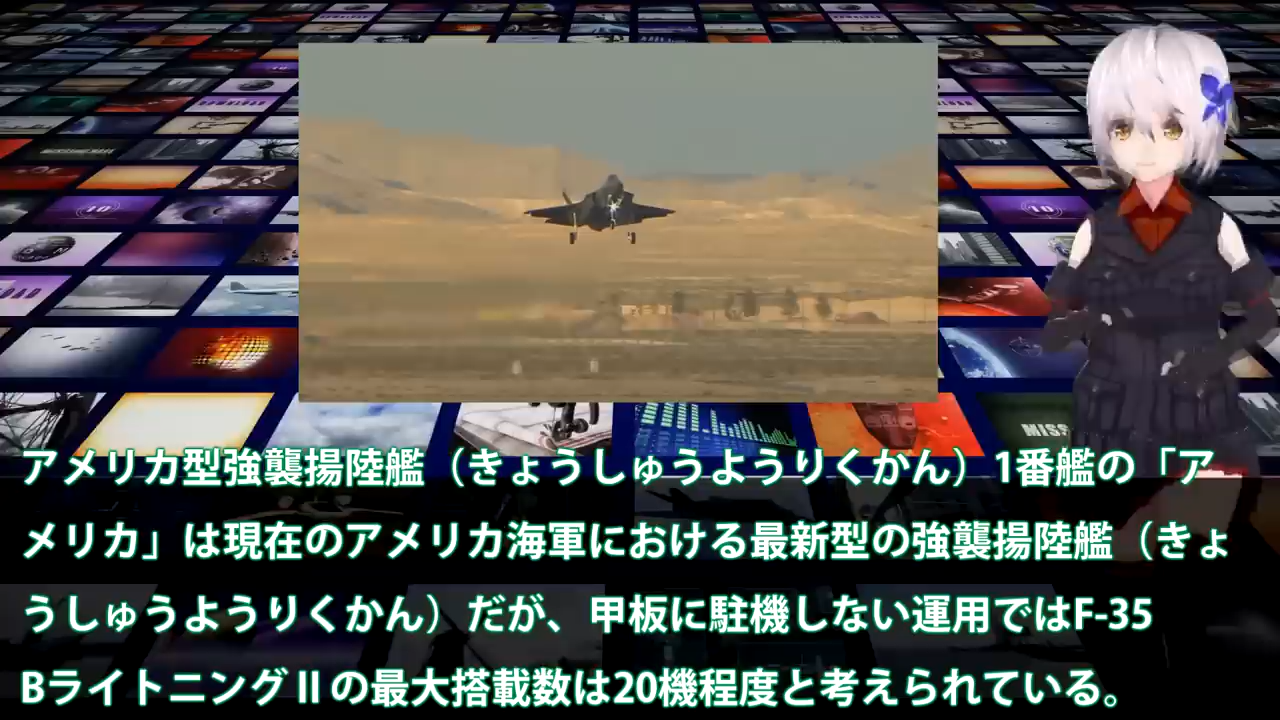 DOWNLOAD
10
10
MISS
アメリカ型強襲揚陸艦（きょうしゅうようりくかん）1番艦の「ア
メリカ」は現在のアメリカ海軍における最新型の強襲揚陸艦（きょ
うしゅうようりくかん）だが、甲板に駐機しない運用ではF-35
BライトニングⅡの最大搭載数は20機程度と考えられている。